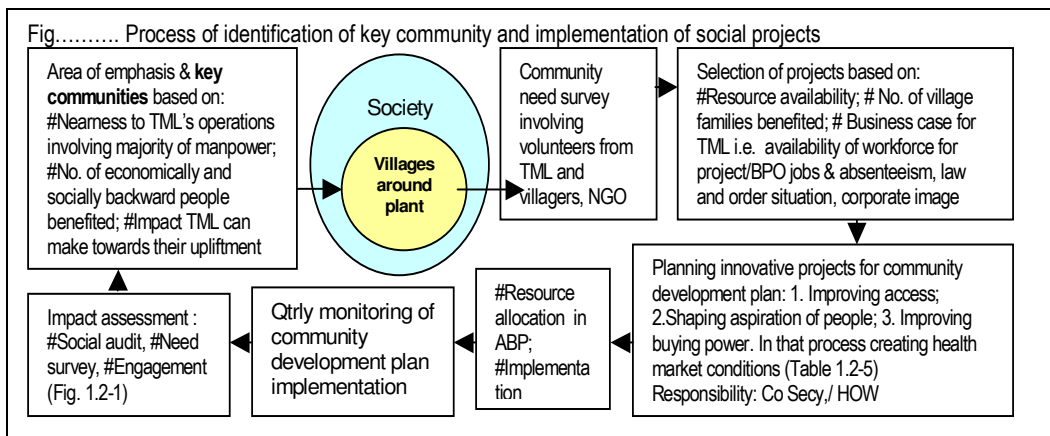 Fig.......... Process of identification of key community and implementation of social projects
Area of emphasis & key
communities based on:
#Nearness to TML's operations
involving majority of manpower;
#No. of economically and
socially backward people
benefited; #Impact TML can
make towards their upliftment
Society
Villages
around
plant
Community
need survey
involving
volunteers from
TML and
villagers, NGO
Selection of projects based on:
#Resource availability; # No. of village
families benefited; # Business case for
TML i.e. availability of workforce for
project/BPO jobs & absenteeism, law
and order situation, corporate image
Planning innovative projects for community
development plan: 1. Improving access;
2.Shaping aspiration of people; 3. Improving
buying power. In that process creating health
market conditions (Table 1.2-5)
Responsibility: Co Secy,/ HOW
#Resource
allocation in
ABP;
#Implementa
tion
Qtrly monitoring of
community
development plan
implementation
Impact assessment :
#Social audit, #Need
survey, #Engagement
(Fig. 1.2-1)